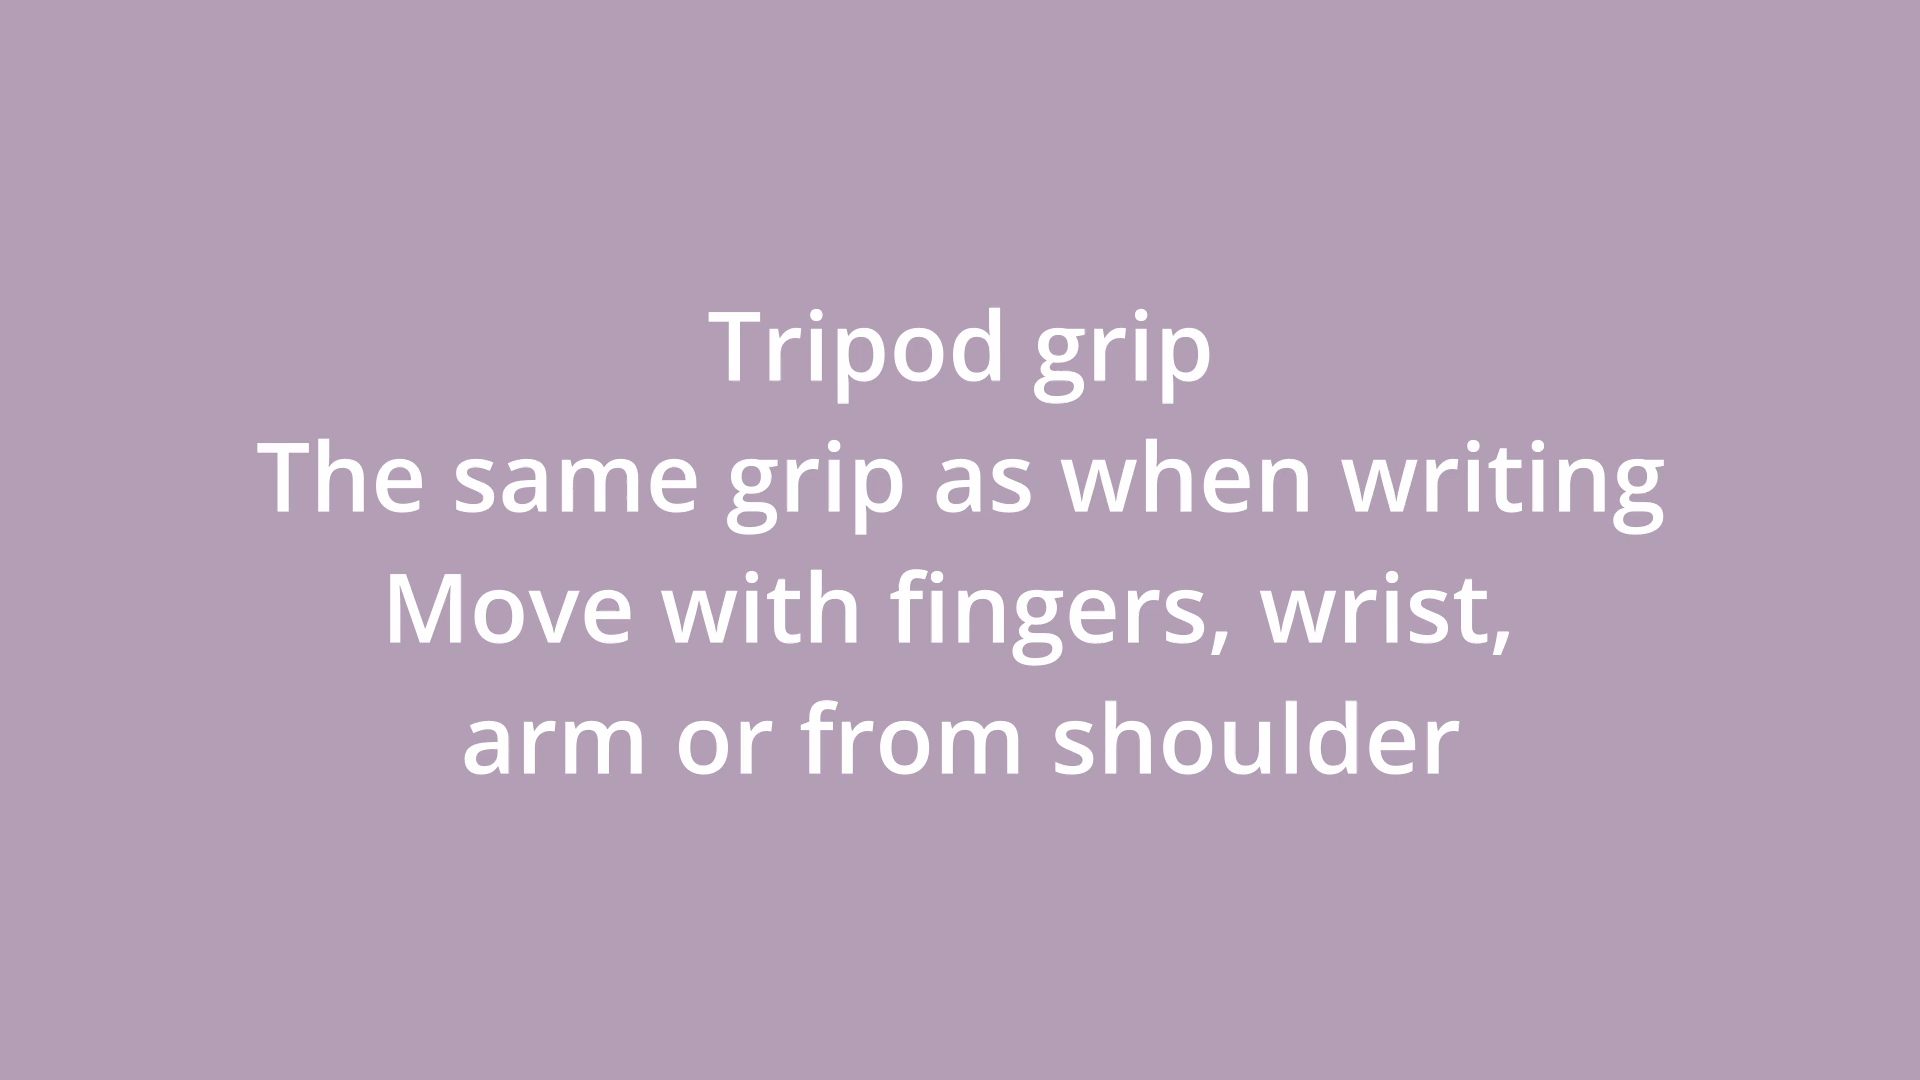 Tripod grip
The same grip as when writing
Move with fingers, wrist,
arm or from shoulder